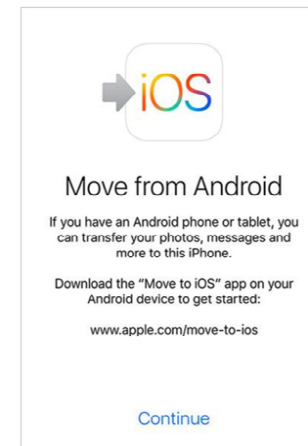 iOS
Move from Android
If you have an Android phone or tablet, you
can transfer your photos, messages and
more to this iPhone.
Download the “Move to iOS” app on your
Android device to get started:
www.apple.com/move-to-ios
Continue